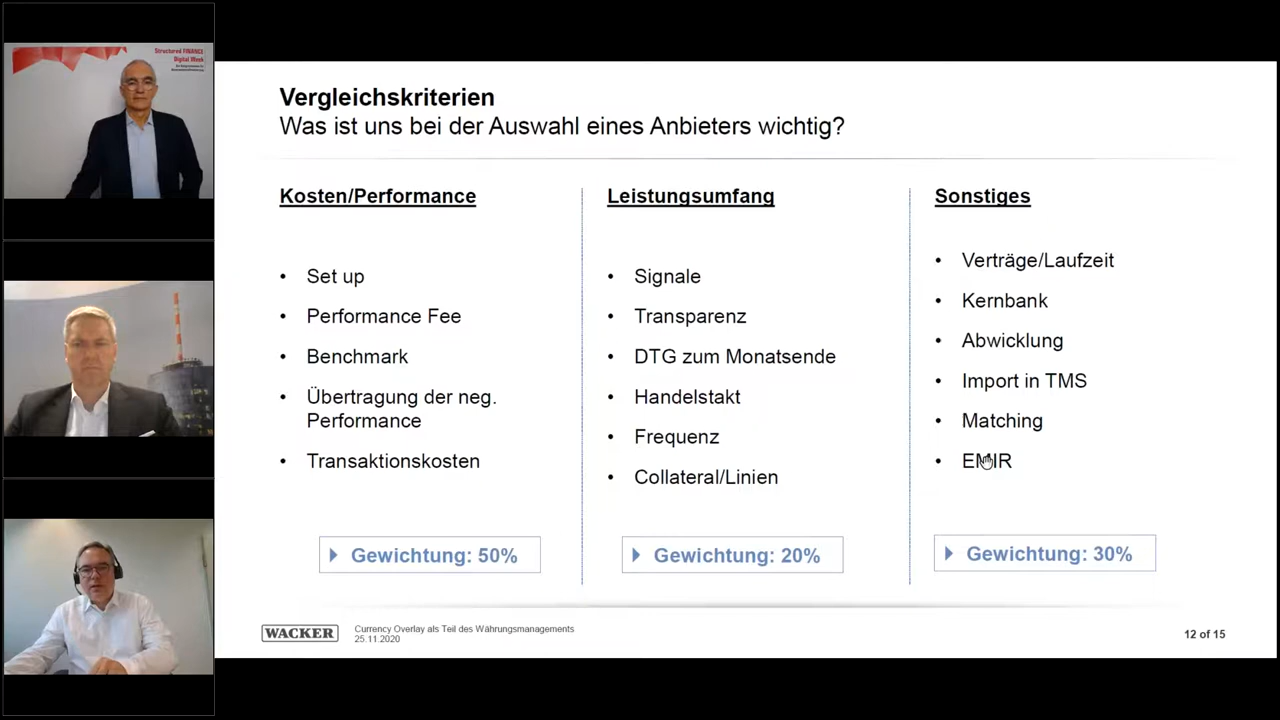 Structured FINANCE
Digital Week
Vergleichskriterien
Was ist uns bei der Auswahl eines Anbieters wichtig?
Kosten/Performance
• Set up
• Performance Fee
• Benchmark
• Übertragung der neg.
Performance
• Transaktionskosten
Gewichtung: 50%
Leistungsumfang
• Signale
• Transparenz
• DTG zum Monatsende
• Handelstakt
• Frequenz
• Collateral/Linien
Gewichtung: 20%
Sonstiges
• Verträge/Laufzeit
• Kernbank
• Abwicklung
• Import in TMS
• Matching
• EMIR
Gewichtung: 30%
WACKER
Currency Overlay als Teil des Währungsmanagements
25.11.2020
12 of 15